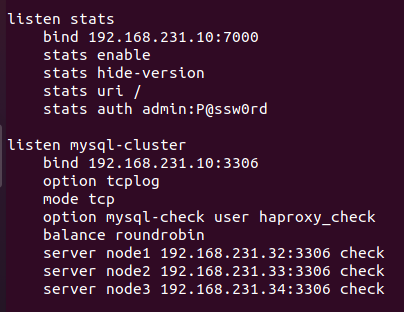 listen stats
    bind 192.168.231.10:7000
    stats enable
    stats hide-version
    stats uri /
    stats auth admin:P@ssw0rd

listen mysql-cluster
    bind 192.168.231.10:3306
    option tcplog
    mode tcp
    option mysql-check user haproxy_check
    balance roundrobin
    server node1 192.168.231.32:3306 check
    server node2 192.168.231.33:3306 check
    server node3 192.168.231.34:3306 check